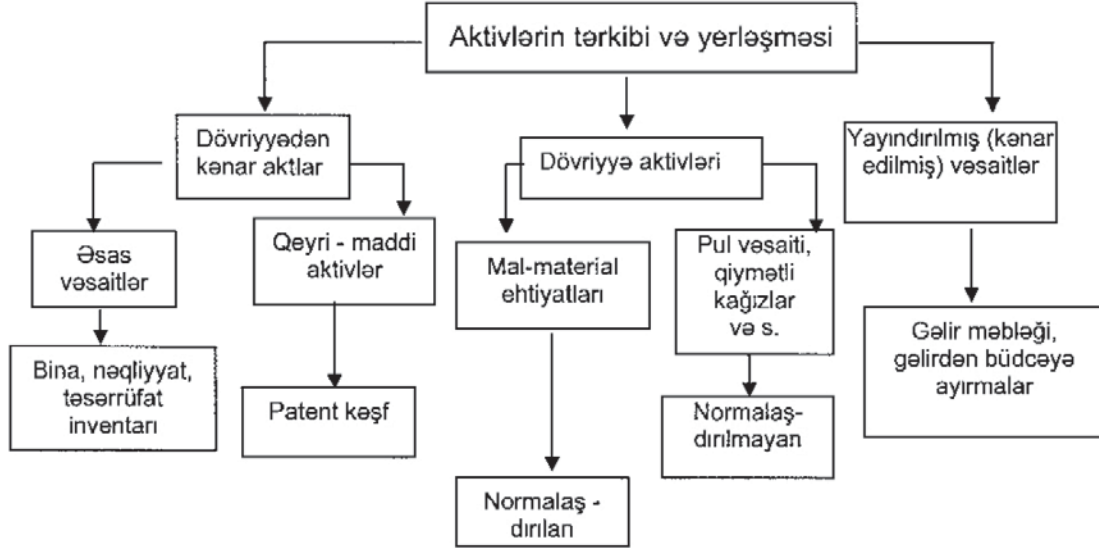 Aktivlərin tərkibi və yerləşməsi
Dövriyyədən
kənar aktlar
Dövriyyə aktivləri
Yayındırılmış (kənar
edilmiş) vəsaitlər
Əsas
vəsaitlər
Qeyri - maddi
aktivlər
Mal-material
ehtiyatları
Pul vəsaiti,
qiymətli
kağızlar
və s.
Bina, nəqliyyat,
təsərrüfat
inventarı
Patent kəşf
Normalaş-
dırılmayan
Gəlir məbləği,
gəlirdən büdcəyə
ayırmalar
Normalaş -
dırılan